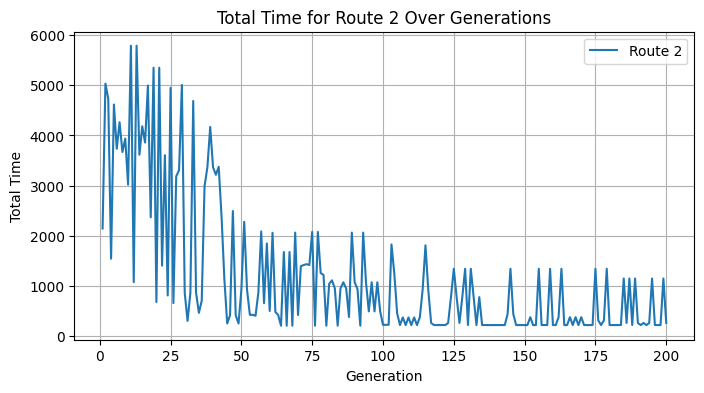 Total Time for Route 2 Over Generations
Route 2
Total Time
6000
5000
4000
3000
2000
1000
0
0 25 50 75 100 125 150 175 200
Generation